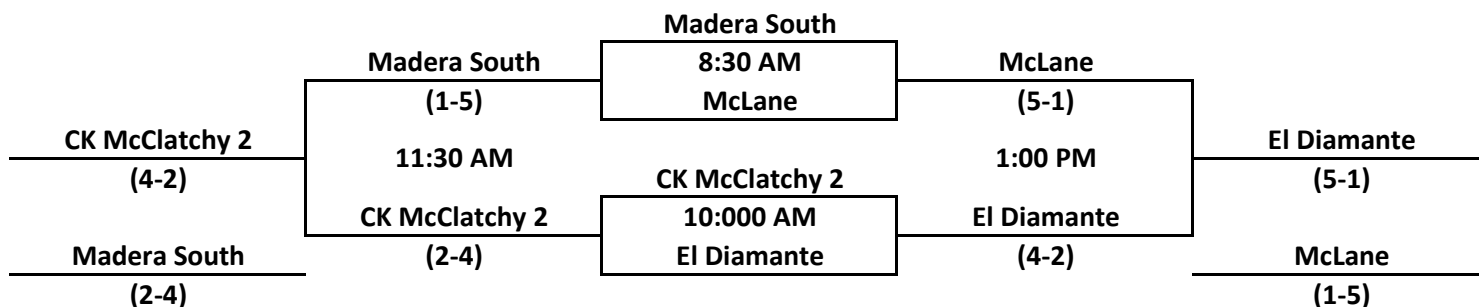 Madera South
Madera South 8:30 AM McLane
(1-5) McLane (5-1)
CK McClatchy 2 11:30 AM 1:00 PM El Diamante
(4-2) CK McClatchy 2 (5-1)
CK McClatchy 2 10:000 AM El Diamante
Madera South (2-4) El Diamante (4-2) McLane
(2-4) (1-5)